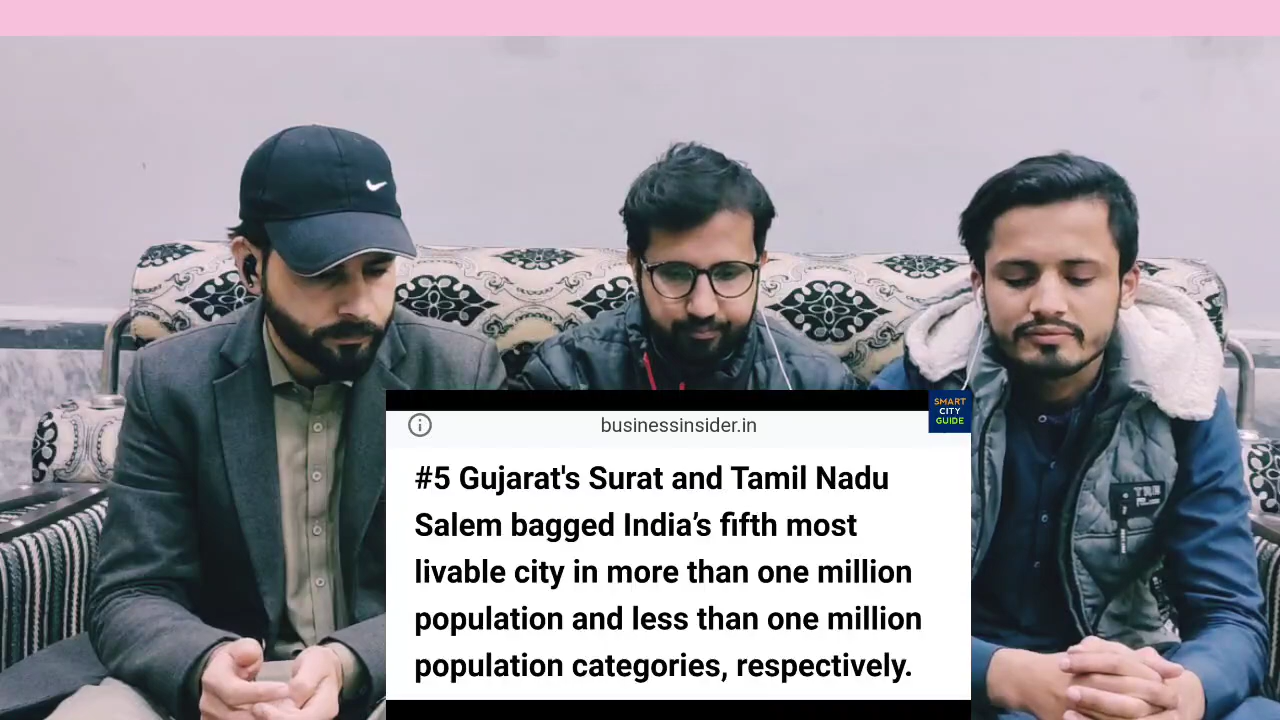 businessinsider.in
SMART
CITY
GUIDE
#5 Gujarat's Surat and Tamil Nadu
Salem bagged India’s fifth most
livable city in more than one million
population and less than one million
population categories, respectively.